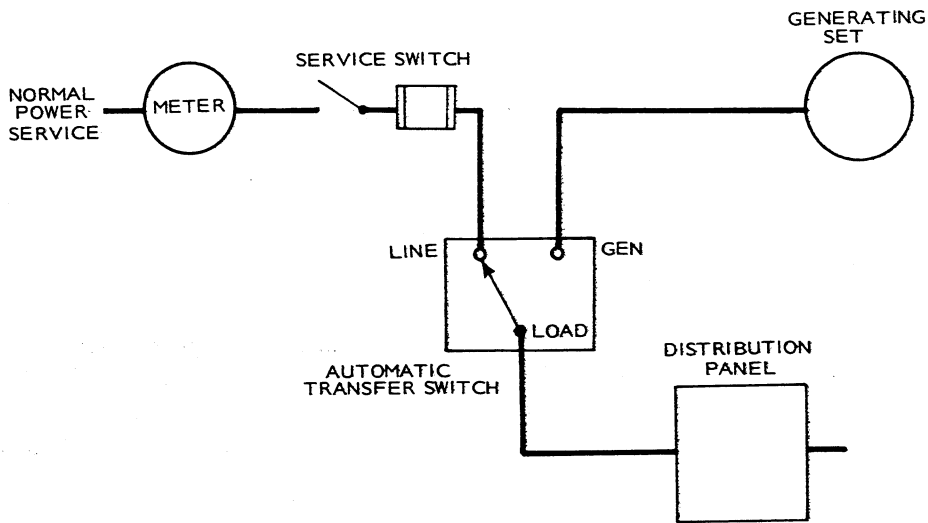 GENERATING
SET
SERVICE SWITCH
NORMAL
POWER
SERVICE
METER
LINE
GEN
LOAD
AUTOMATIC
TRANSFER SWITCH
DISTRIBUTION
PANEL